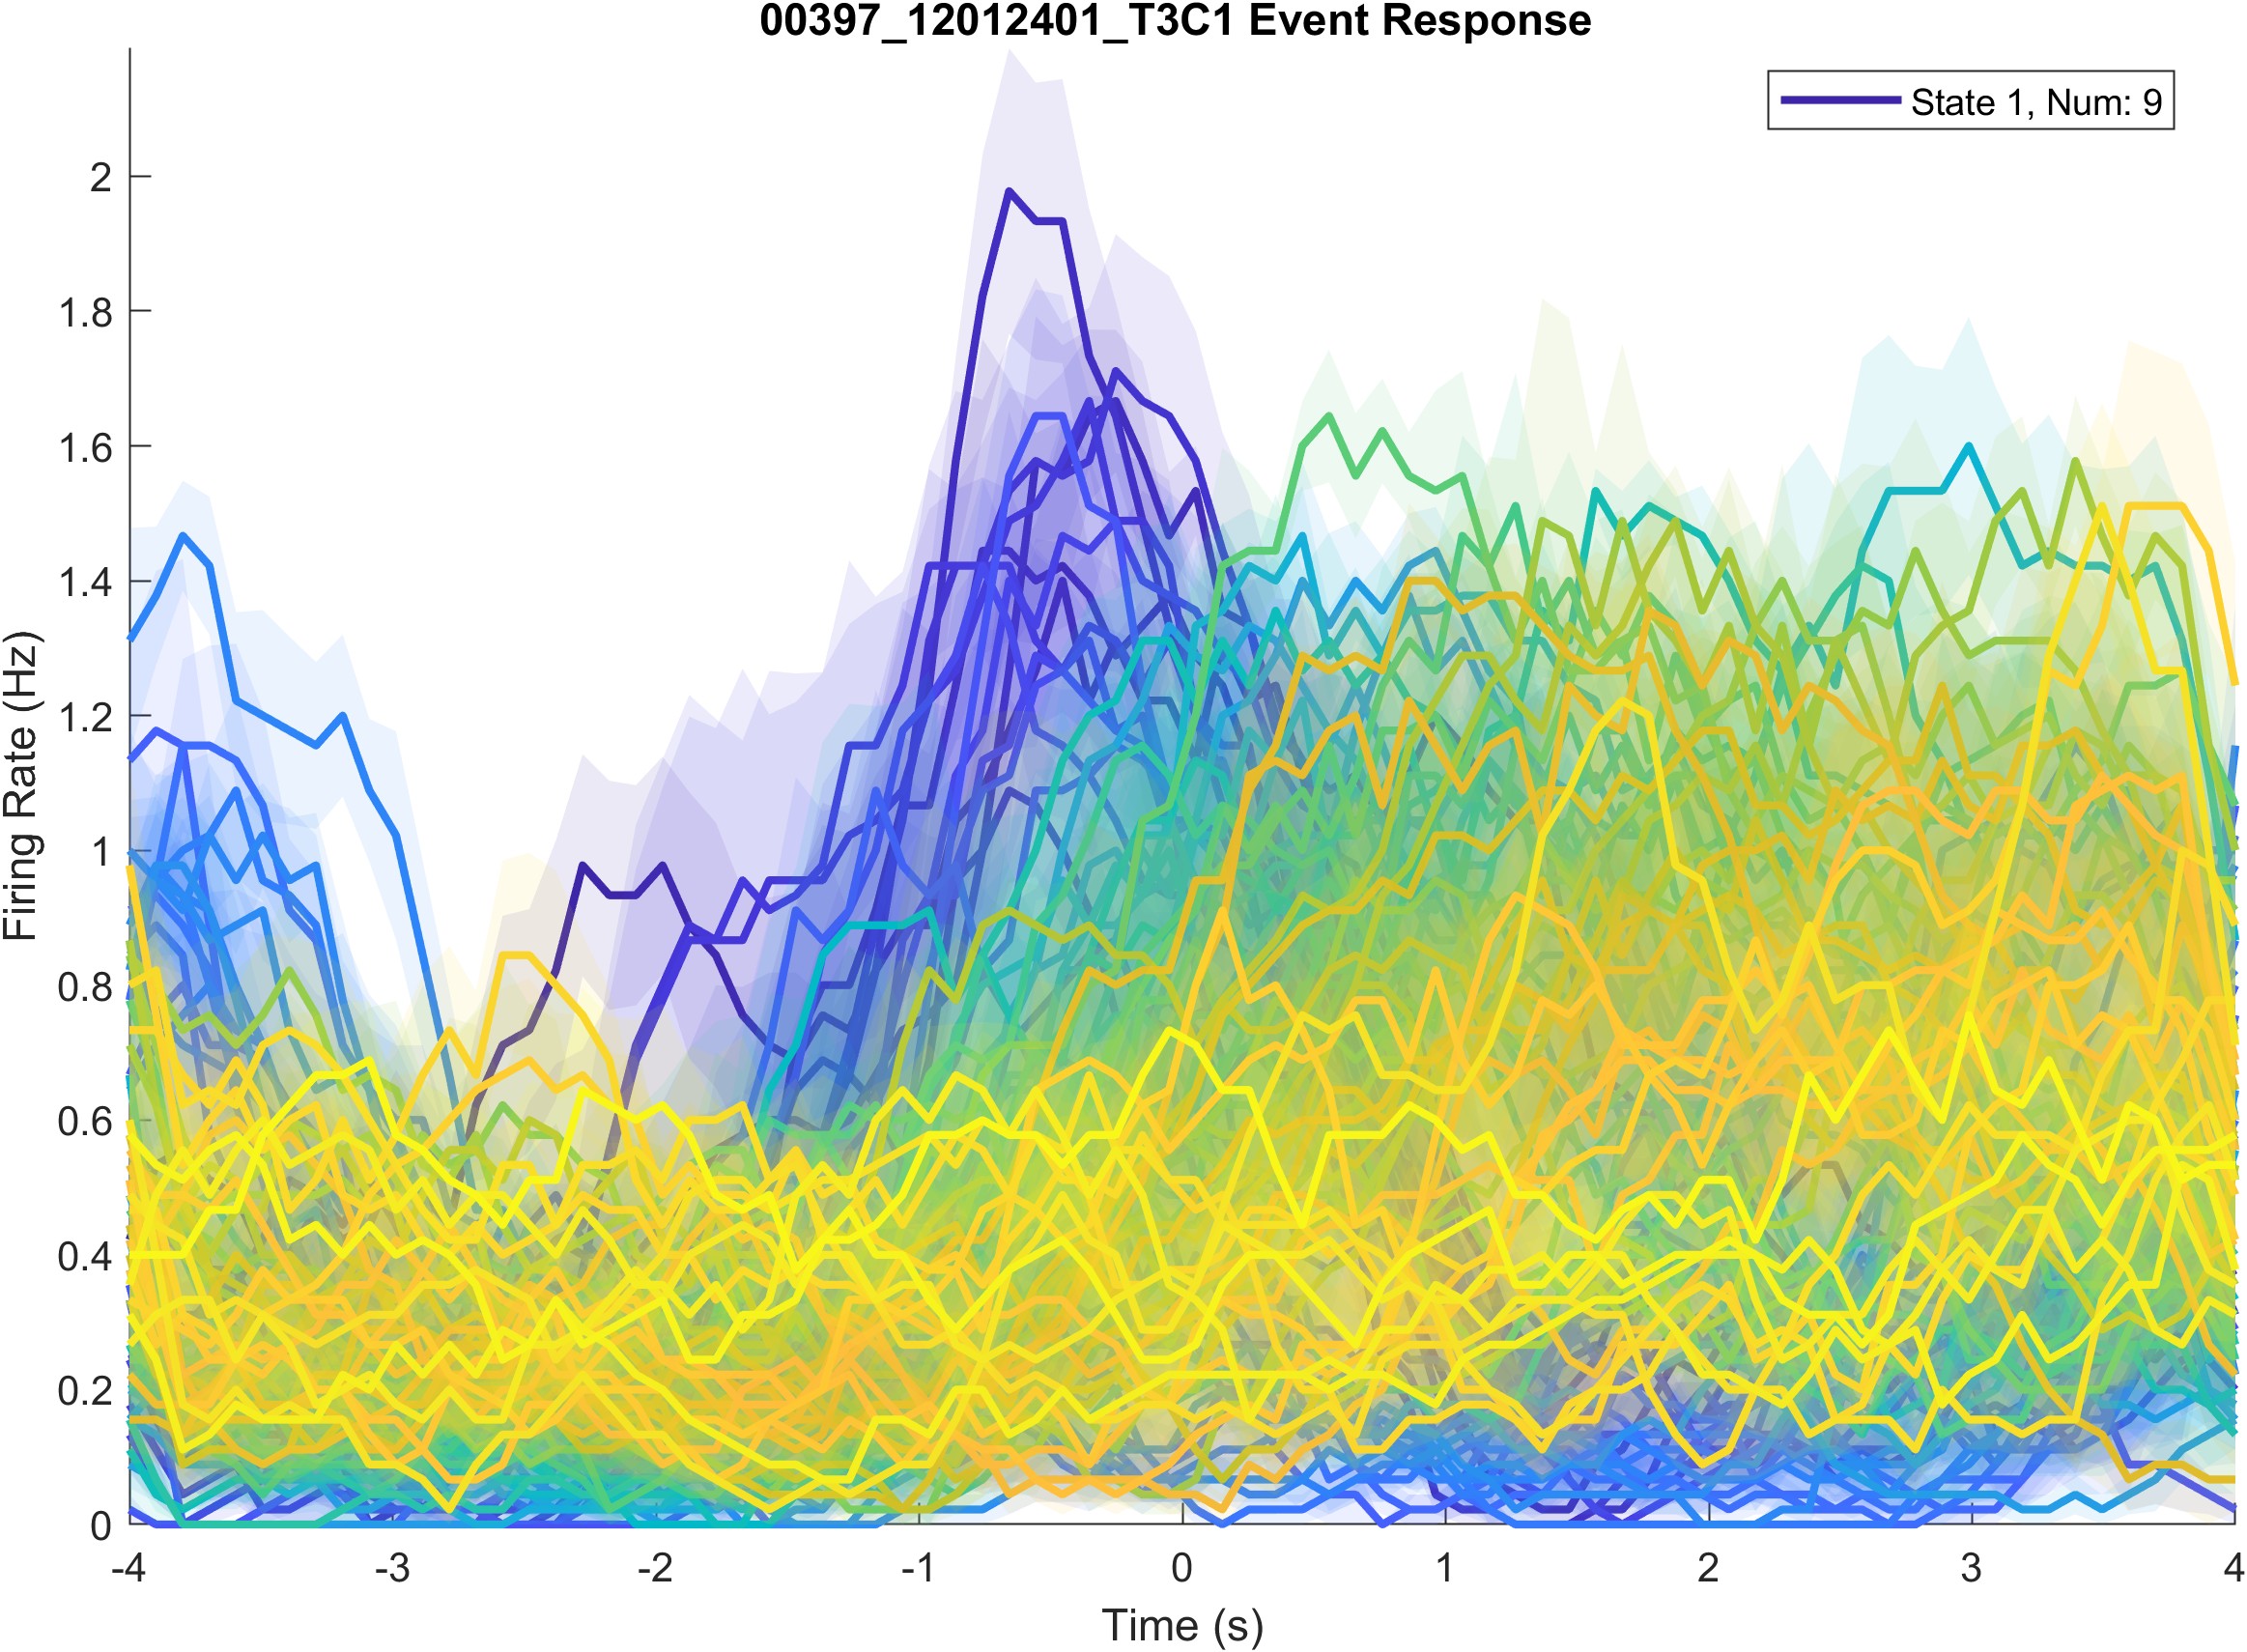 00397_12012401_T3C1 Event Response
State 1, Num: 9
Firing Rate (Hz)
2
1.8
1.6
1.4
1.2
1
0.8
0.6
0.4
0.2
0
-4 -3 -2 -1 0 1 2 3 4
Time (s)